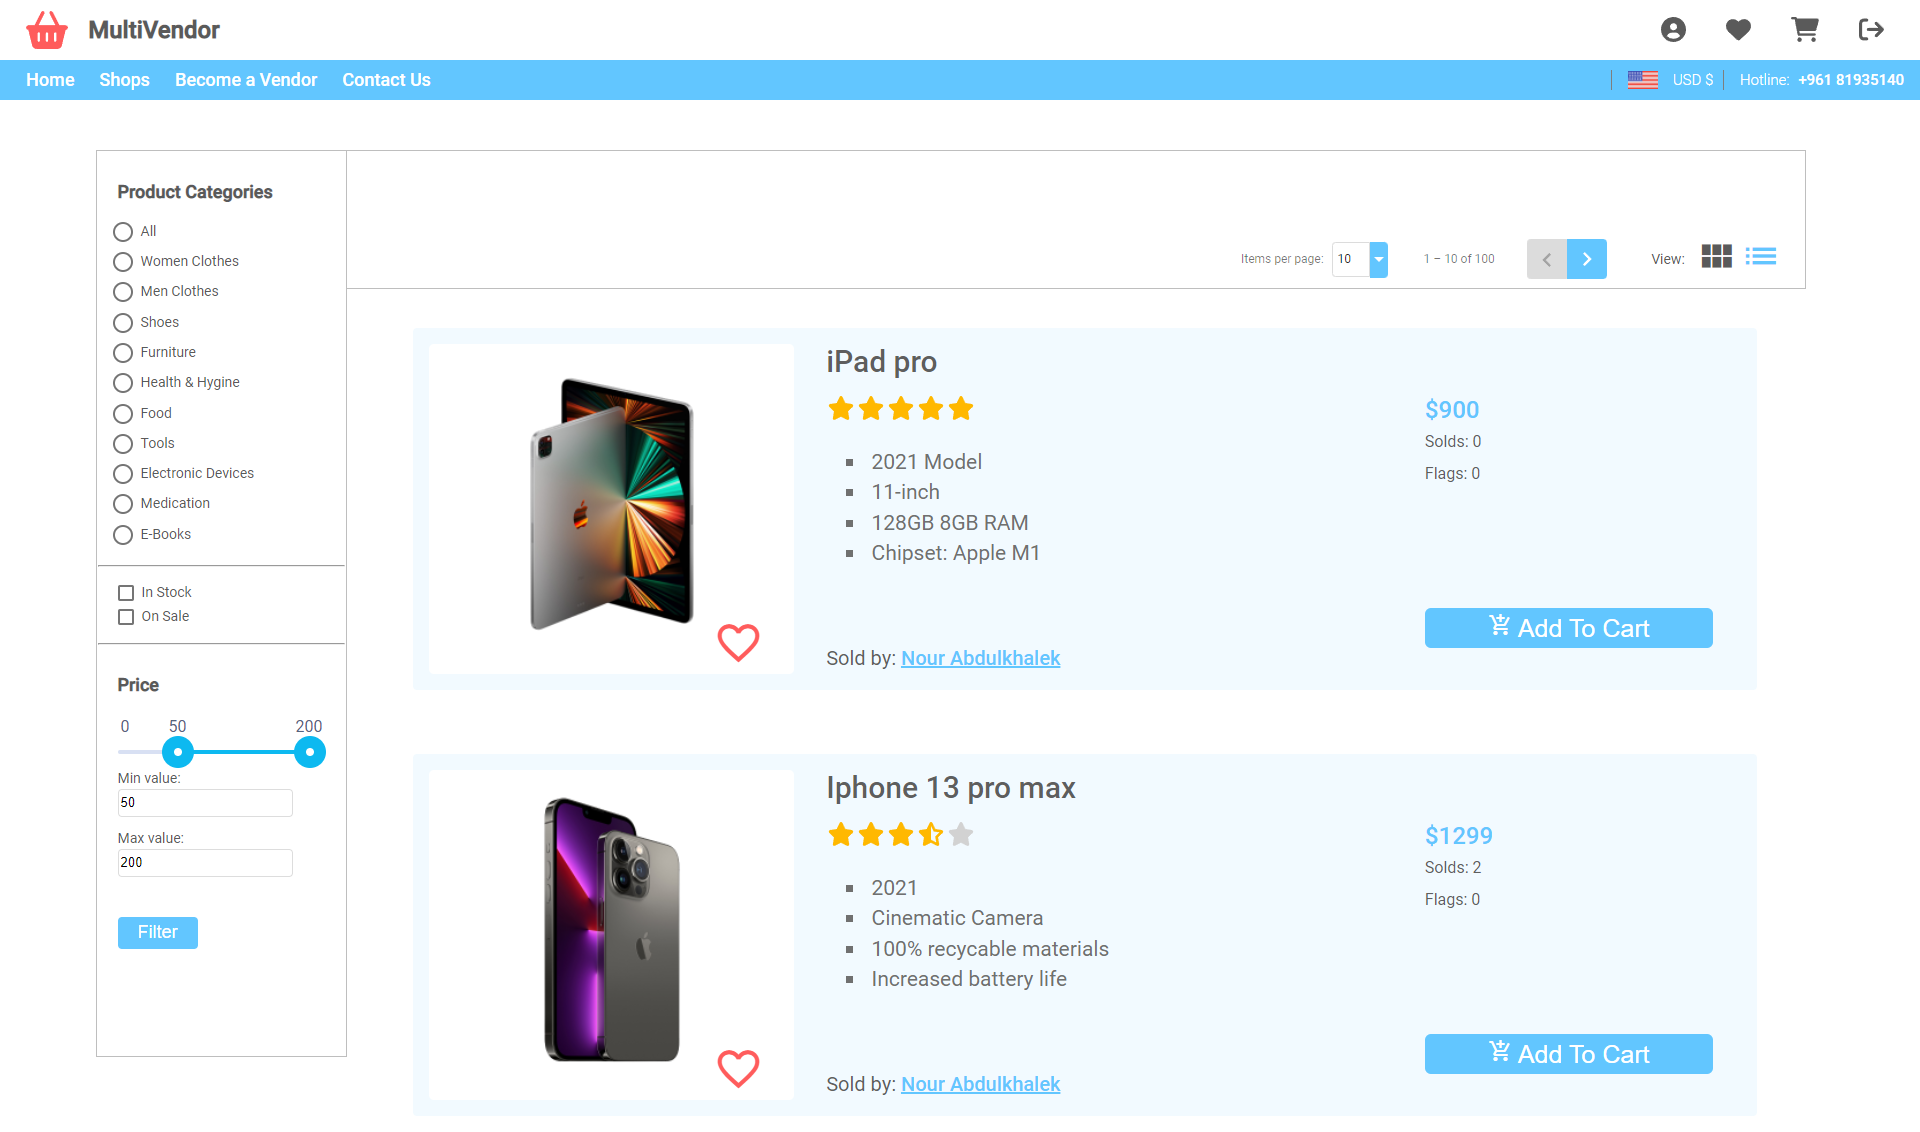 MultiVendor
Home Shops Become a Vendor Contact Us USD $ Hotline: +961 81935140
Product Categories
All
Women Clothes
Men Clothes
Shoes
Furniture
Health & Hygine
Food
Tools
Electronic Devices
Medication
E-Books
In Stock
On Sale
Price
0 50 200
Min value:
50
Max value:
200
Filter
Items per page: 10 1 – 10 of 100 View:
iPad pro
2021 Model
11-inch
128GB 8GB RAM
Chipset: Apple M1
Sold by: Nour Abdulkhalek
$900
Solds: 0
Flags: 0
Add To Cart
Iphone 13 pro max
2021
Cinematic Camera
100% recycable materials
Increased battery life
Sold by: Nour Abdulkhalek
$1299
Solds: 2
Flags: 0
Add To Cart